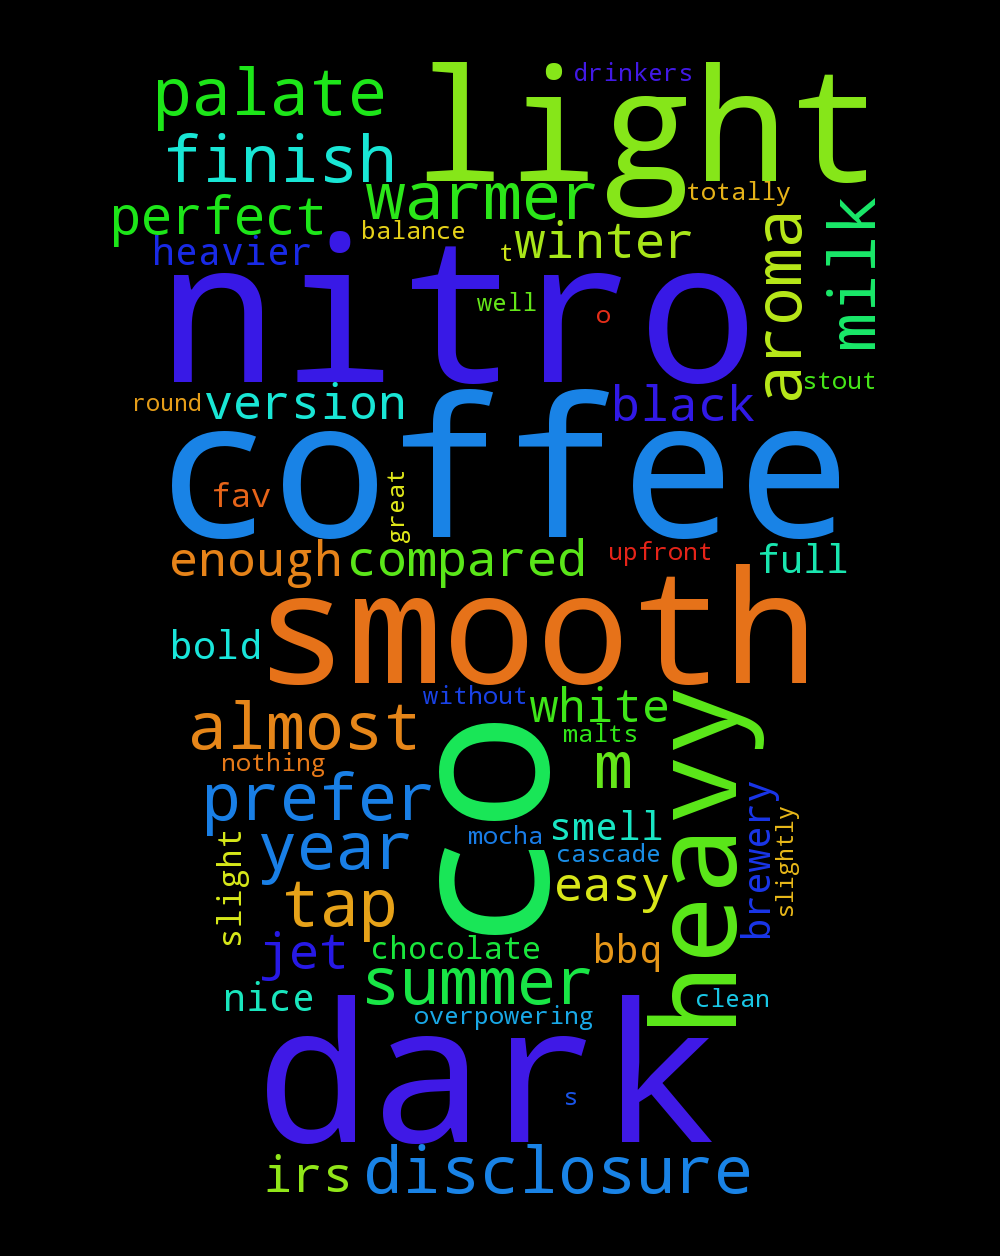 drinkers
light
palate
finish
warmer
totally
perfect
balance
winter
t
heavier
aroma
milk
nitro
well
o
stout
round
version
black
coffee
fav
great
enough
compared
upfront
full
smooth
bold
without
white
almost
malts
m
nothing
co
heavy
prefer
year
mocha
smell
cascade
easy
brewery
slightly
slight
tap
jet
chocolate
bbq
summer
nice
clean
overpowering
dark
s
irs
disclosure